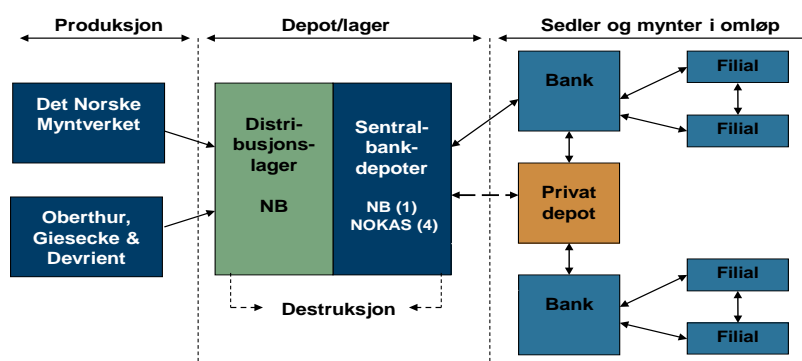 Produksjon
Depot/lager
Sedler og mynter i omløp
Det Norske
Myntverket
Oberthur,
Giesecke &
Devrient
Distri-
busjons-
lager
NB
Sentral-
bank-
depoter
NB (1)
NOKAS (4)
Destruksjon
Bank
Filial
Filial
Privat
depot
Bank
Filial
Filial